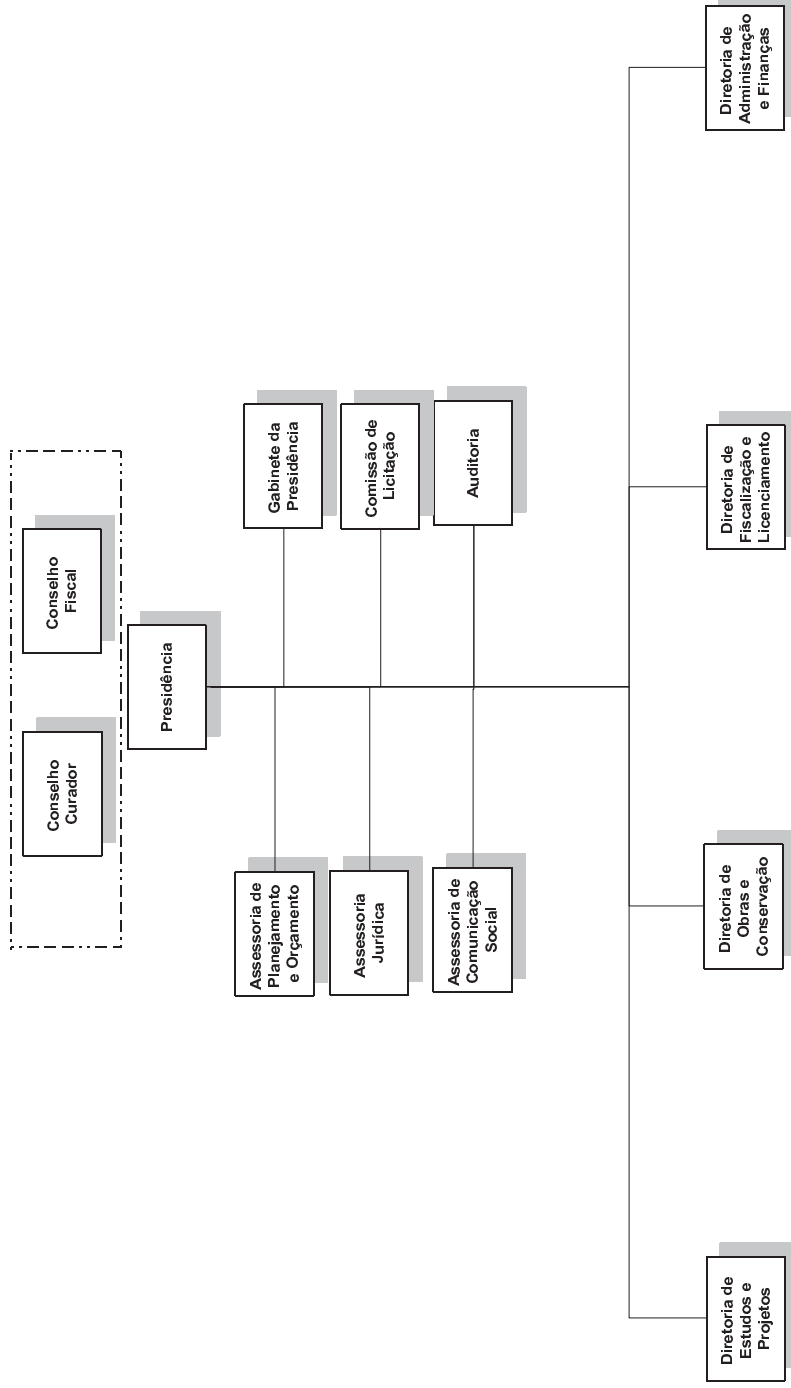 Conselho
Curador
Conselho
Fiscal
Presidência
Assessoria de
Planejamento
e Orçamento
Gabinete da
Presidência
Assessoria
Jurídica
Comissão de
Licitação
Assessoria de
Comunicação
Social
Auditoria
Diretoria de
Estudos e
Projetos
Diretoria de
Obras e
Conservação
Diretoria de
Fiscalização e
Licenciamento
Diretoria de
Administração
e Finanças